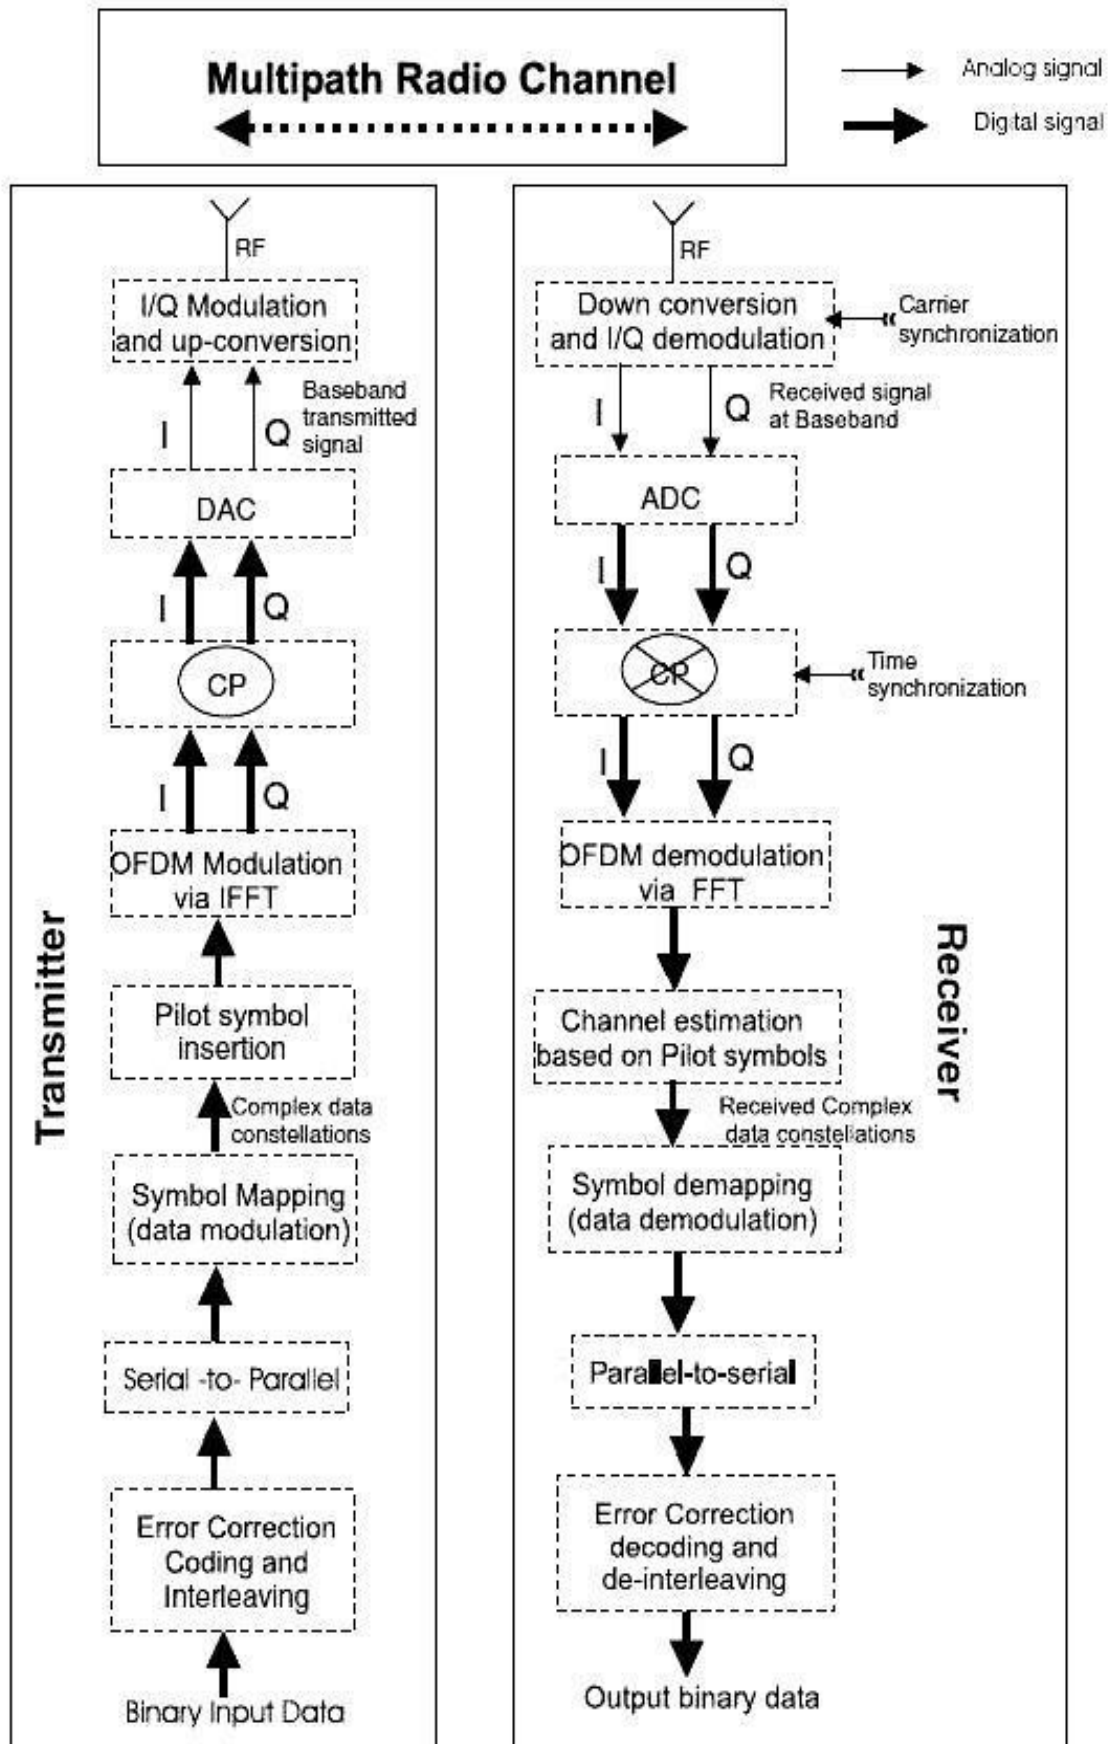 Multipath Radio Channel
Analog signal
Digital signal
Transmitter
RF
I/Q Modulation
and up-conversion
I
Q
Baseband
transmitted
signal
DAC
I
Q
CP
I
Q
OFDM Modulation
via IFFT
Pilot symbol
insertion
Complex data
constellations
Symbol Mapping
(data modulation)
Serial -to- Parallel
Error Correction
Coding and
Interleaving
Binary Input Data
Receiver
RF
Down conversion
and I/Q demodulation
Carrier
synchronization
I
Q
Received signal
at Baseband
ADC
I
Q
CP
Time
synchronization
I
Q
OFDM demodulation
via FFT
Channel estimation
based on Pilot symbols
Received Complex
data constellations
Symbol demapping
(data demodulation)
Parallel-to-serial
Error Correction
decoding and
de-interleaving
Output binary data